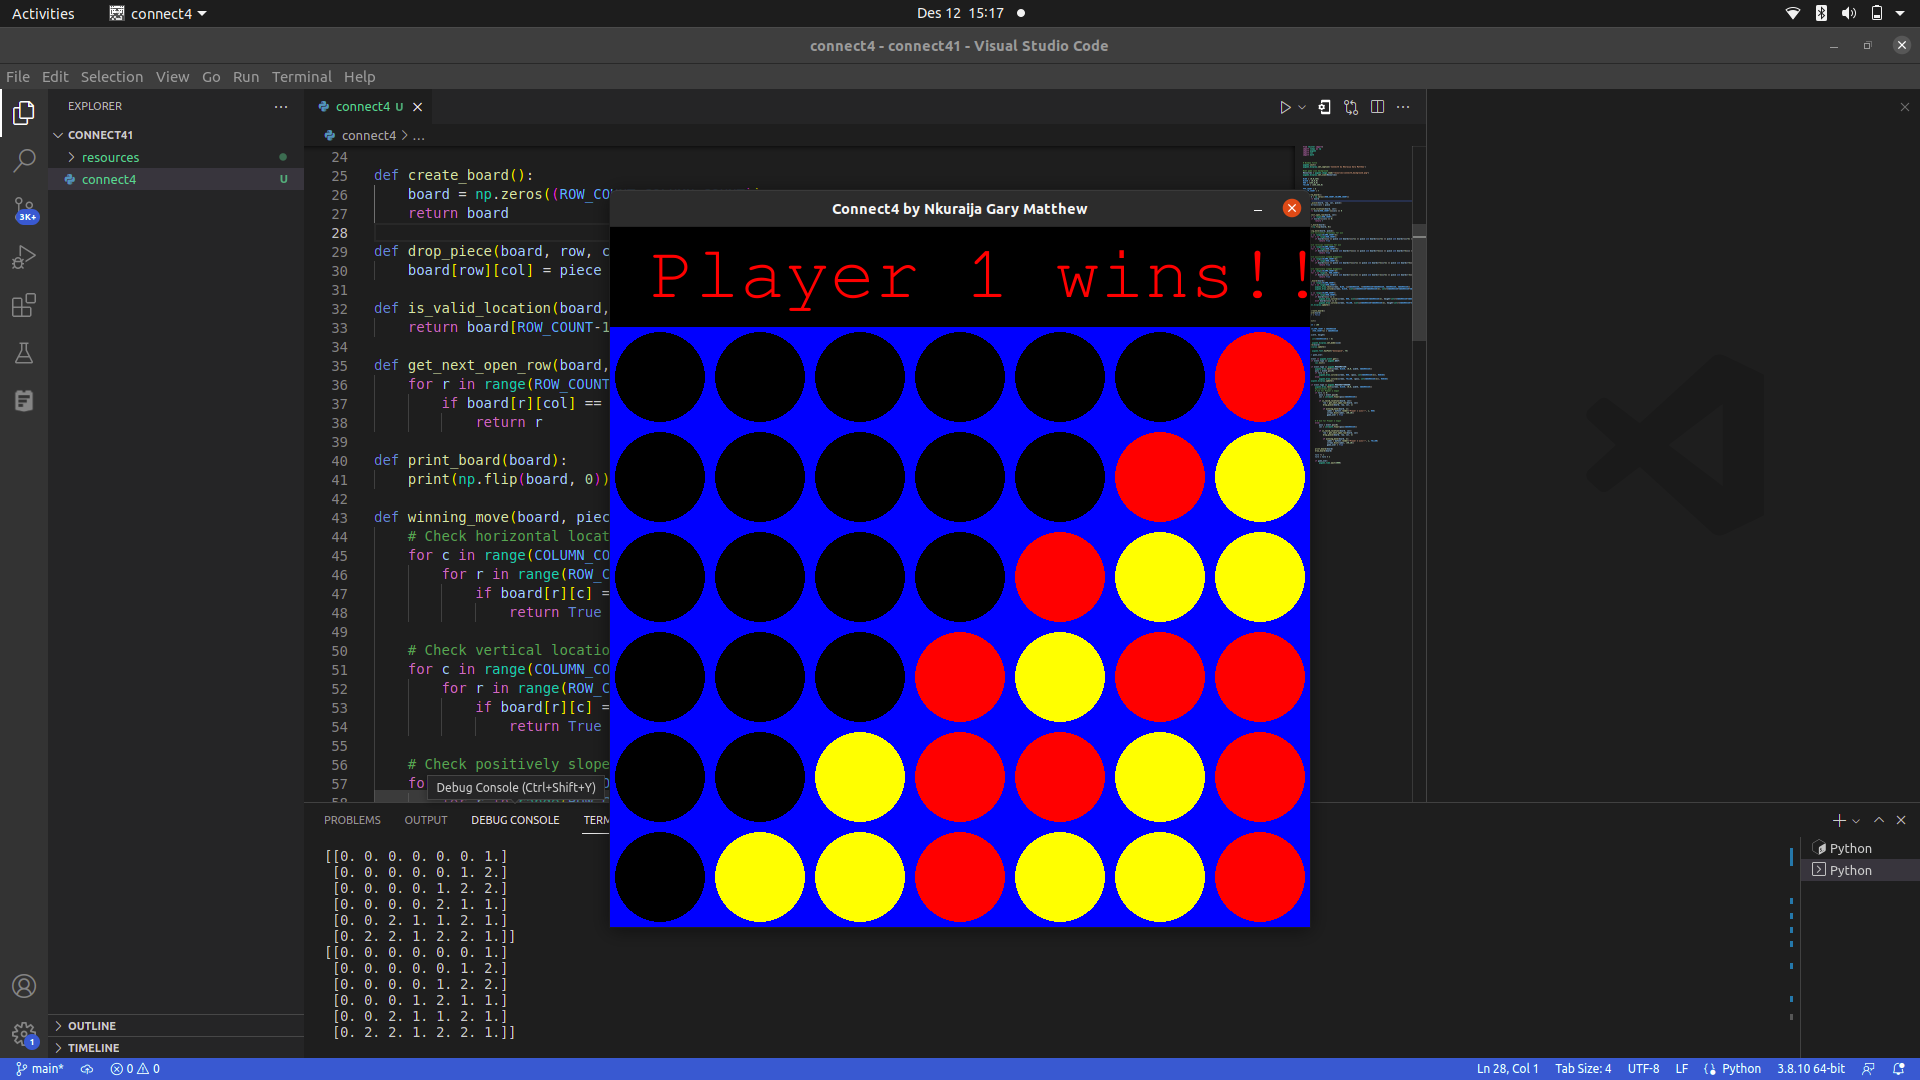 Activities
connect4
Des 12 15:17
connect4 - connect41 - Visual Studio Code
File Edit Selection View Go Run Terminal Help
EXPLORER
CONNECT41
resources
connect4 U
3K+
1
OUTLINE
TIMELINE
connect4 U
connect4 > ...
24
25 def create_board():
26 board = np.zeros((ROW_CO
27 return board
28
29 def drop_piece(board, row, c
30 board[row][col] = piece
31
32 def is_valid_location(board,
33 return board[ROW_COUNT-1
34
35 def get_next_open_row(board,
36 for r in range(ROW_COUNT
37 if board[r][col] ==
38 return r
39
40 def print_board(board):
41 print(np.flip(board, 0))
42
43 def winning_move(board, piec
44 # Check horizontal locat
45 for c in range(COLUMN_CO
46 for r in range(ROW_C
47 if board[r][c] =
48 return True
49
50 # Check vertical locatio
51 for c in range(COLUMN_CO
52 for r in range(ROW_C
53 if board[r][c] =
54 return True
55
56 # Check positively slope
57 fo
Debug Console (Ctrl+Shift+Y)
Connect4 by Nkuraija Gary Matthew
Player 1 wins!!
PROBLEMS OUTPUT DEBUG CONSOLE TERM
[[0. 0. 0. 0. 0. 0. 1.]
[0. 0. 0. 0. 0. 1. 2.]
[0. 0. 0. 0. 1. 2. 2.]
[0. 0. 0. 0. 2. 1. 1.]
[0. 0. 2. 1. 1. 2. 1.]
[0. 2. 2. 1. 2. 2. 1.]]
[[0. 0. 0. 0. 0. 0. 1.]
[0. 0. 0. 0. 0. 1. 2.]
[0. 0. 0. 0. 1. 2. 2.]
[0. 0. 0. 1. 2. 1. 1.]
[0. 0. 2. 1. 1. 2. 1.]
[0. 2. 2. 1. 2. 2. 1.]]
Python
Python
main* 0 0
Ln 28, Col 1 Tab Size: 4 UTF-8 LF Python 3.8.10 64-bit